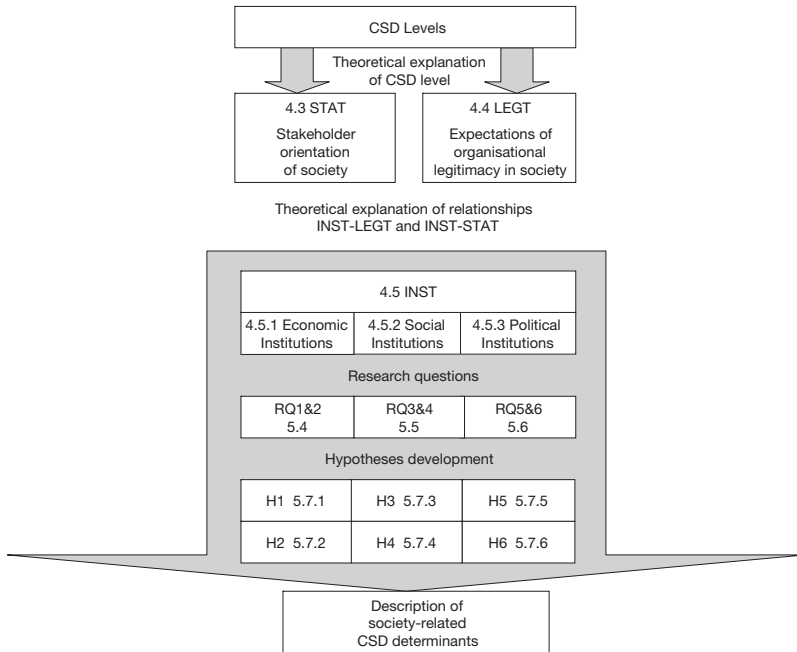 CSD Levels
Theoretical explanation
of CSD level
4.3 STAT
Stakeholder
orientation
of society
4.4 LEGT
Expectations of
organisational
legitimacy in society
Theoretical explanation of relationships
INST-LEGT and INST-STAT
4.5 INST
4.5.1 Economic
Institutions
4.5.2 Social
Institutions
4.5.3 Political
Institutions
Research questions
RQ1&2
5.4
RQ3&4
5.5
RQ5&6
5.6
Hypotheses development
H1 5.7.1
H3 5.7.3
H5 5.7.5
H2 5.7.2
H4 5.7.4
H6 5.7.6
Description of
society-related
CSD determinants